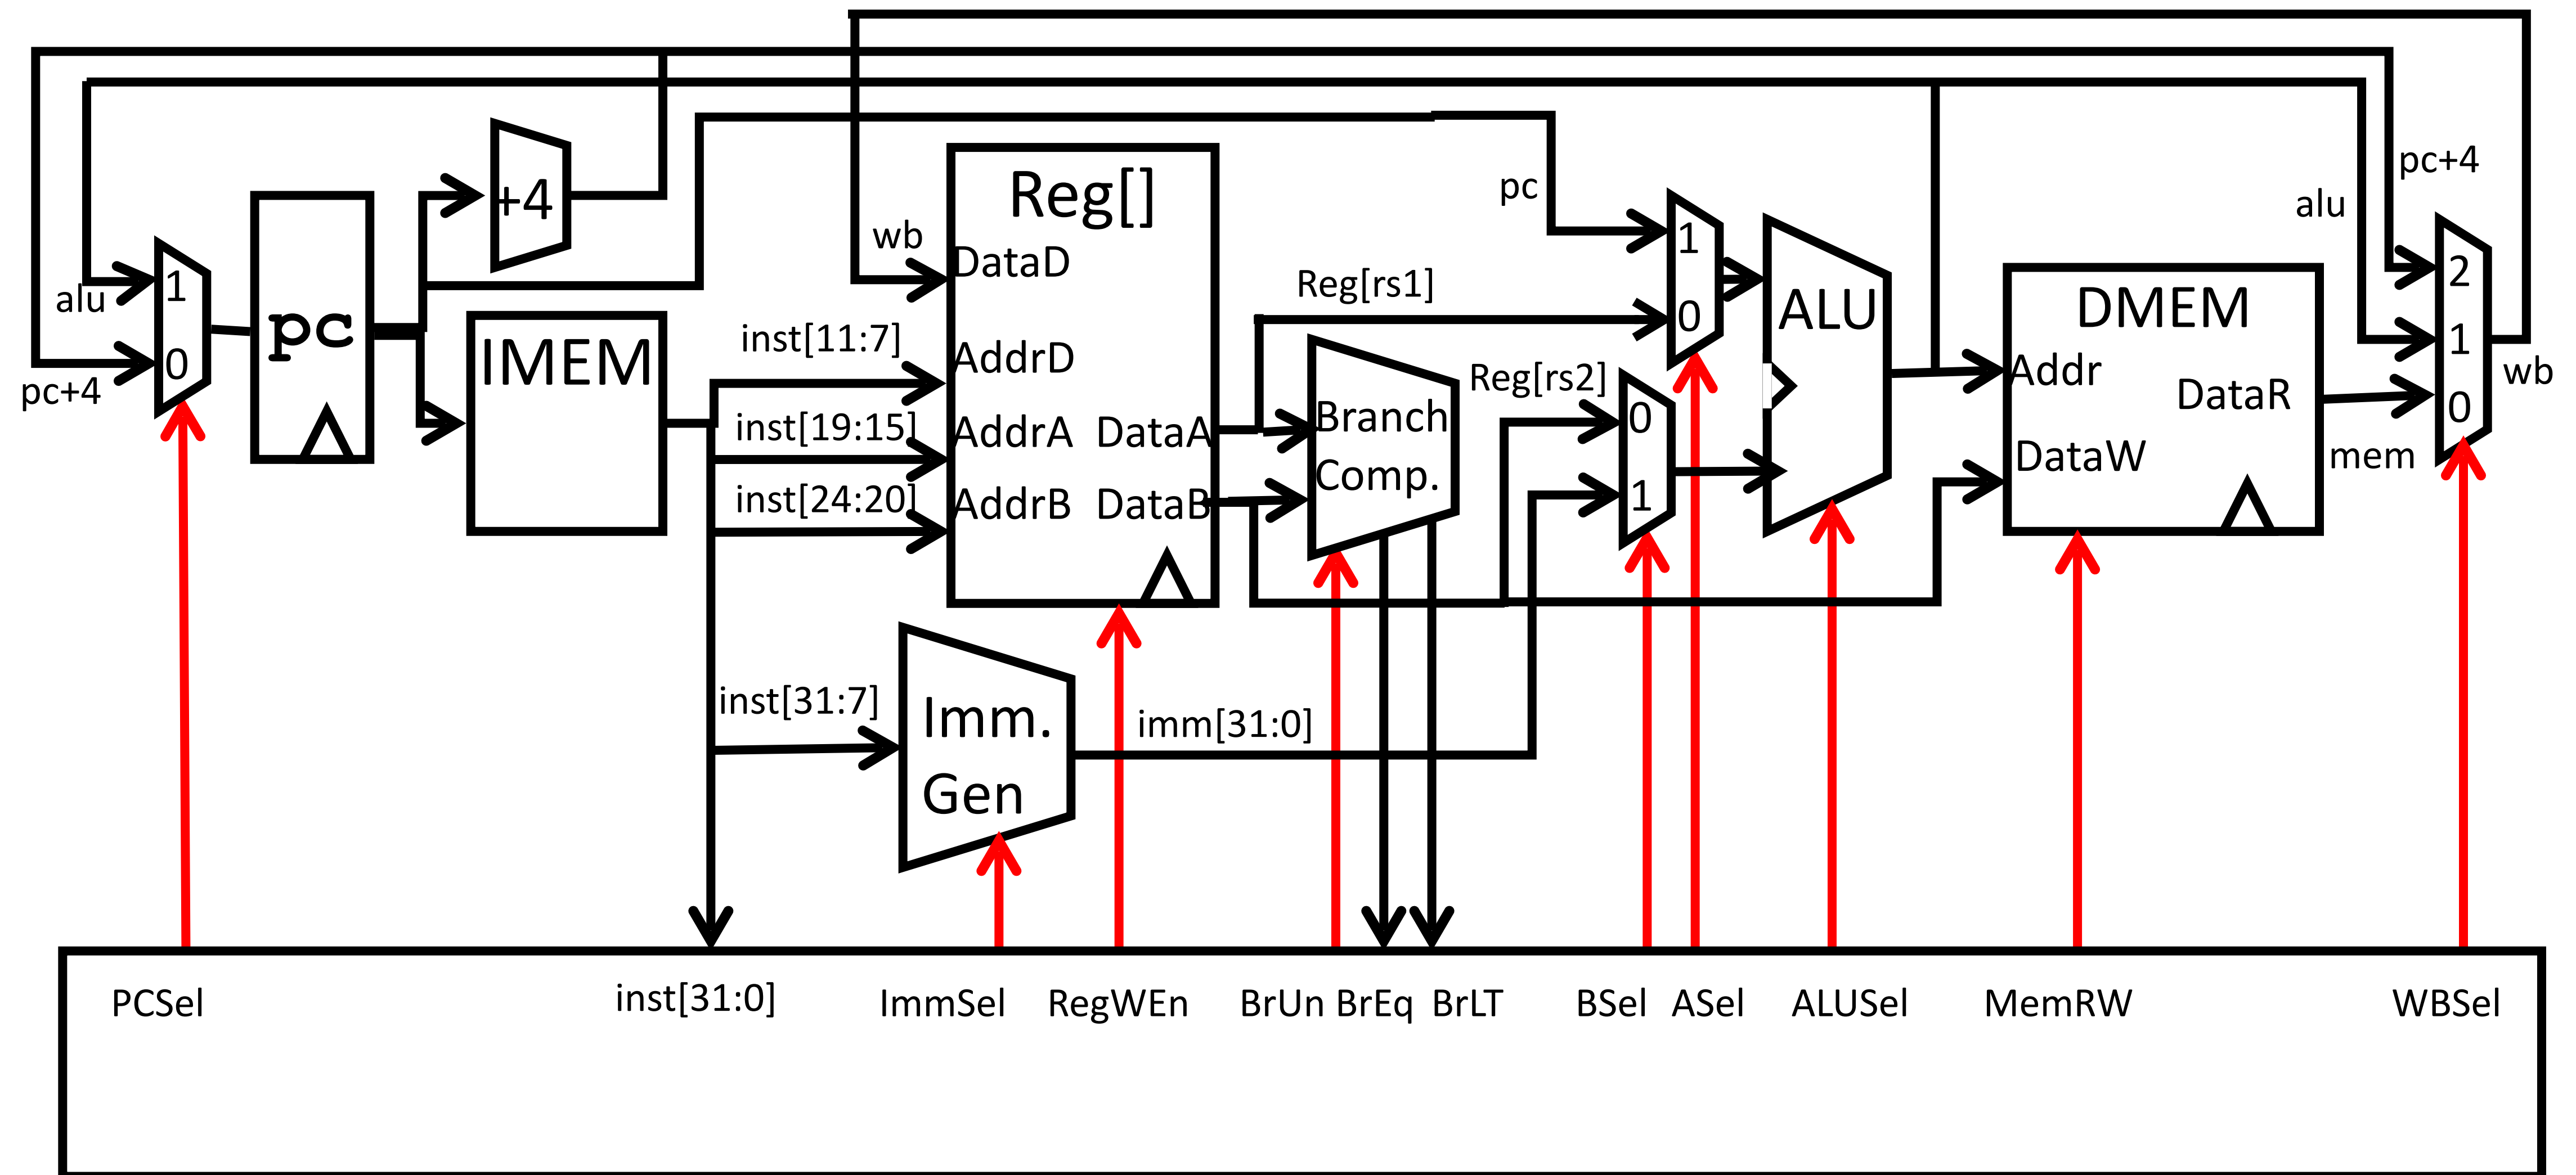 pc+4
alu
Reg[]
pc
+4
wb
DataD
1
2
alu
1
Reg[rs1]
ALU
DMEM
pc
0
1
inst[11:7]
IMEM
AddrD
0
Addr
wb
pc+4
Reg[rs2]
DataR
0
inst[19:15]
AddrA
DataA
Branch
0
mem
Comp.
DataW
inst[24:20]
AddrB
DataB
1
inst[31:7]
Imm.
imm[31:0]
Gen
PCSel
inst[31:0]
ImmSel
RegWEn
BrUn
BrEq
BrLT
BSel
ASel
ALUSel
MemRW
WBSel